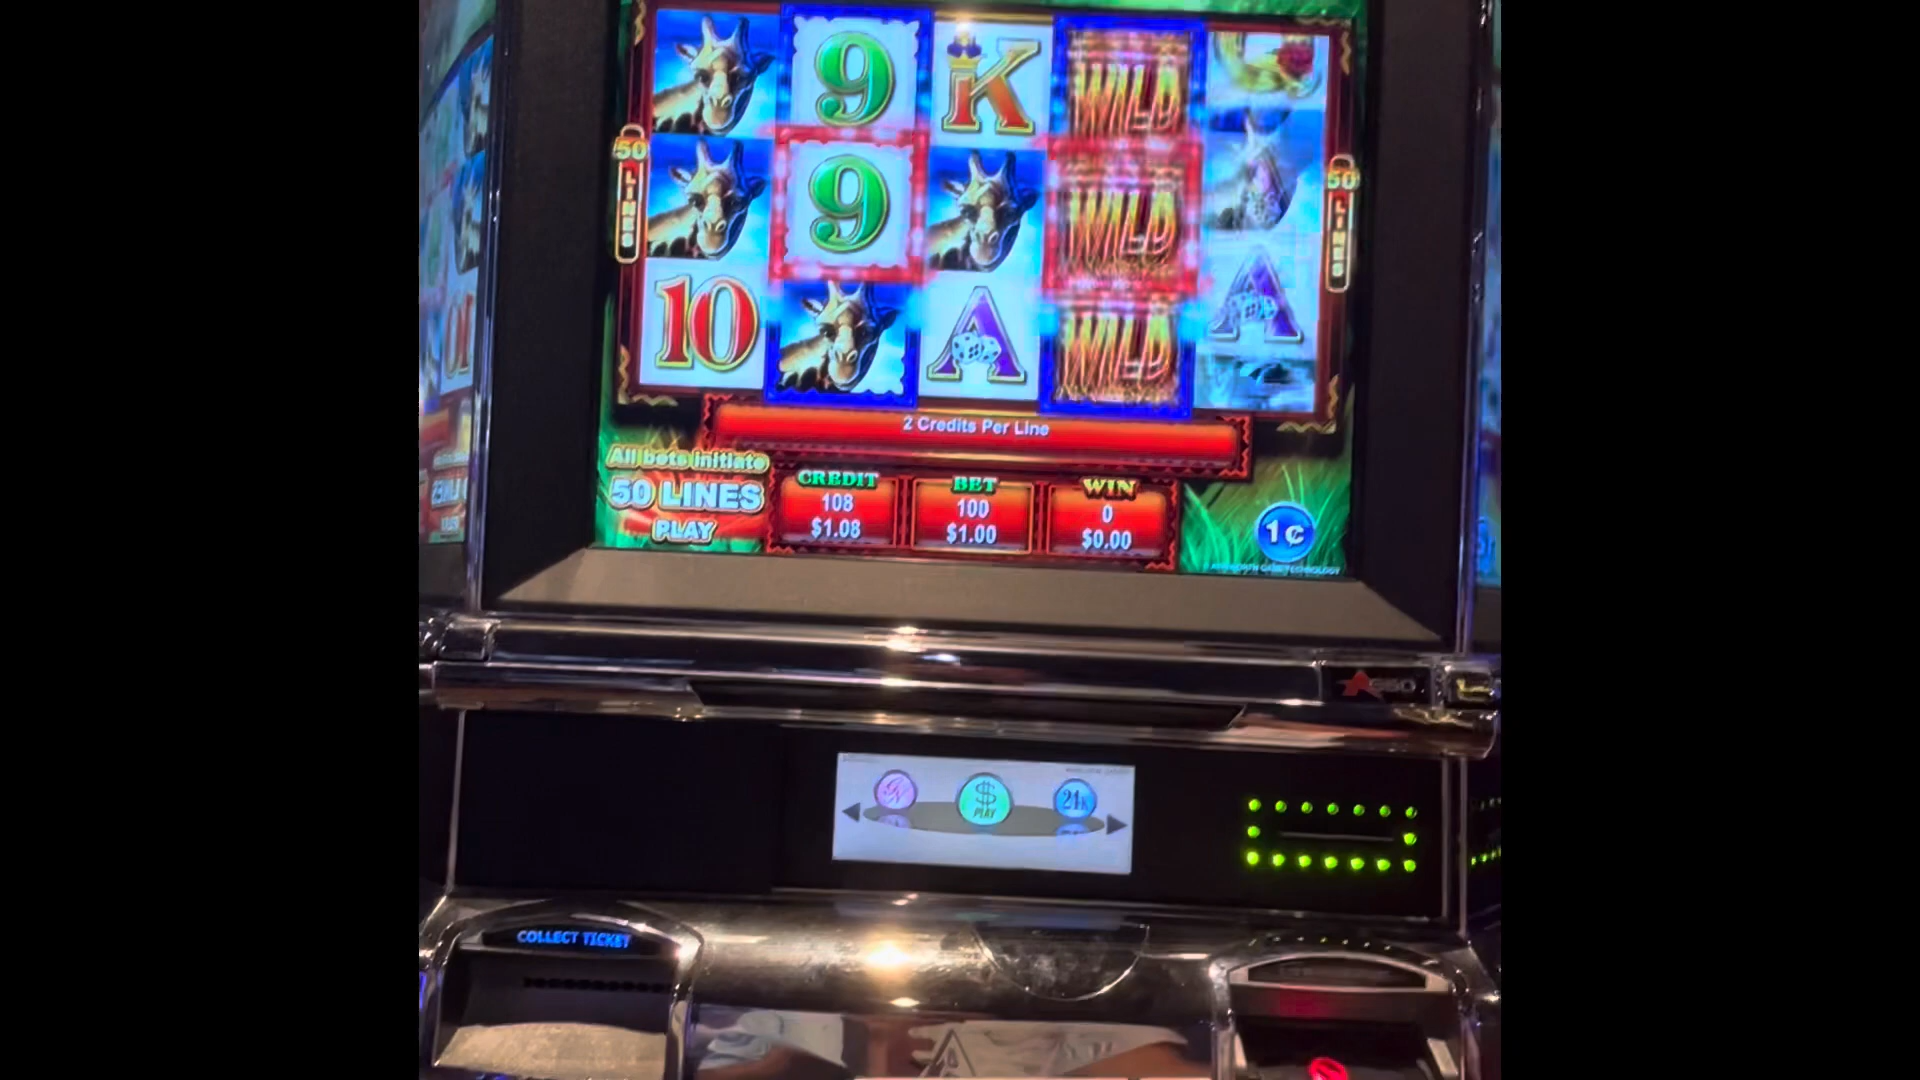 9 K WILD
50 LINES 9 WILD 50 LINES
10 A WILD A
2 Credits Per Line
All bets initiate
50 LINES
PLAY
CREDIT
108
$1.08
BET
100
$1.00
WIN
0
$0.00
1¢
$
PLAY
24K
COLLECT TICKET